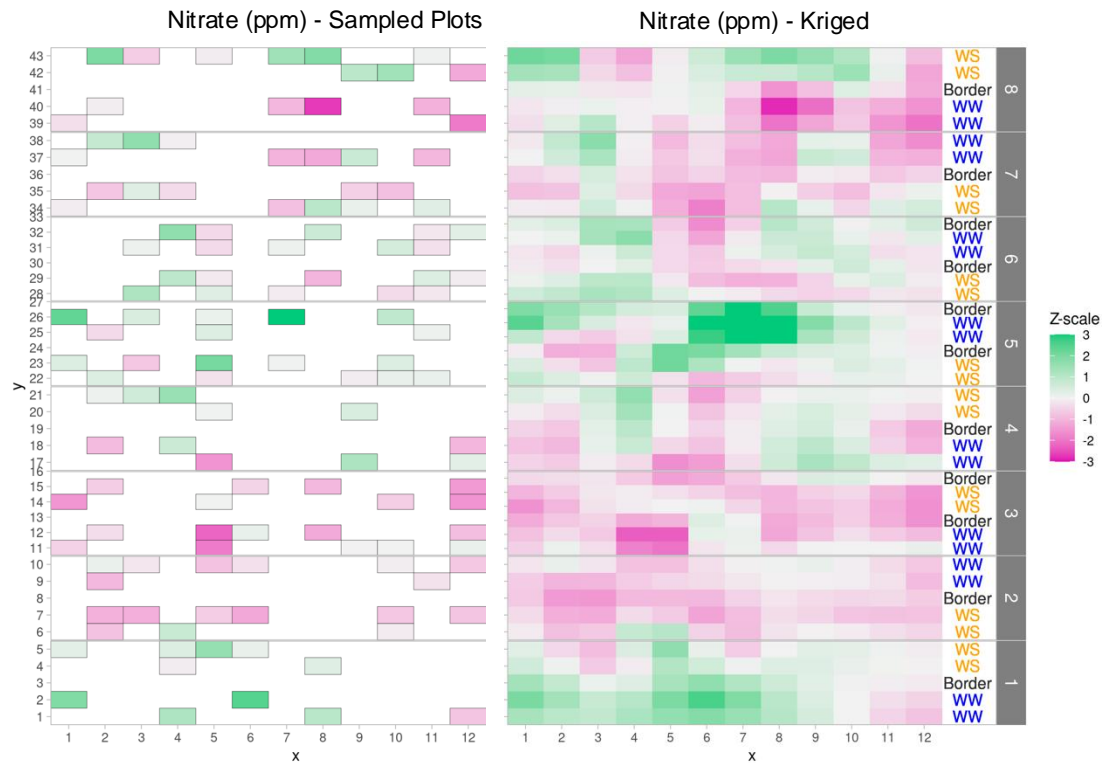 Nitrate (ppm) - Sampled Plots
Nitrate (ppm) - Kriged
y
43
42
41
40
39
38
37
36
35
34
33
32
31
30
29
28
27
26
25
24
23
22
21
20
19
18
17
16
15
14
13
12
11
10
9
8
7
6
5
4
3
2
1
1 2 3 4 5 6 7 8 9 10 11 12
x
1 2 3 4 5 6 7 8 9 10 11 12
x
WS
WS
Border
WW
WW
8
WW
WW
Border
WS
WS
7
Border
WW
WW
Border
WS
WS
6
Border
WW
WW
Border
WS
WS
5
WS
WS
Border
WW
WW
4
Border
WS
WS
Border
WW
WW
3
WW
WW
Border
WS
WS
2
WS
WS
Border
WW
WW
1
Z-scale
3
2
1
0
-1
-2
-3